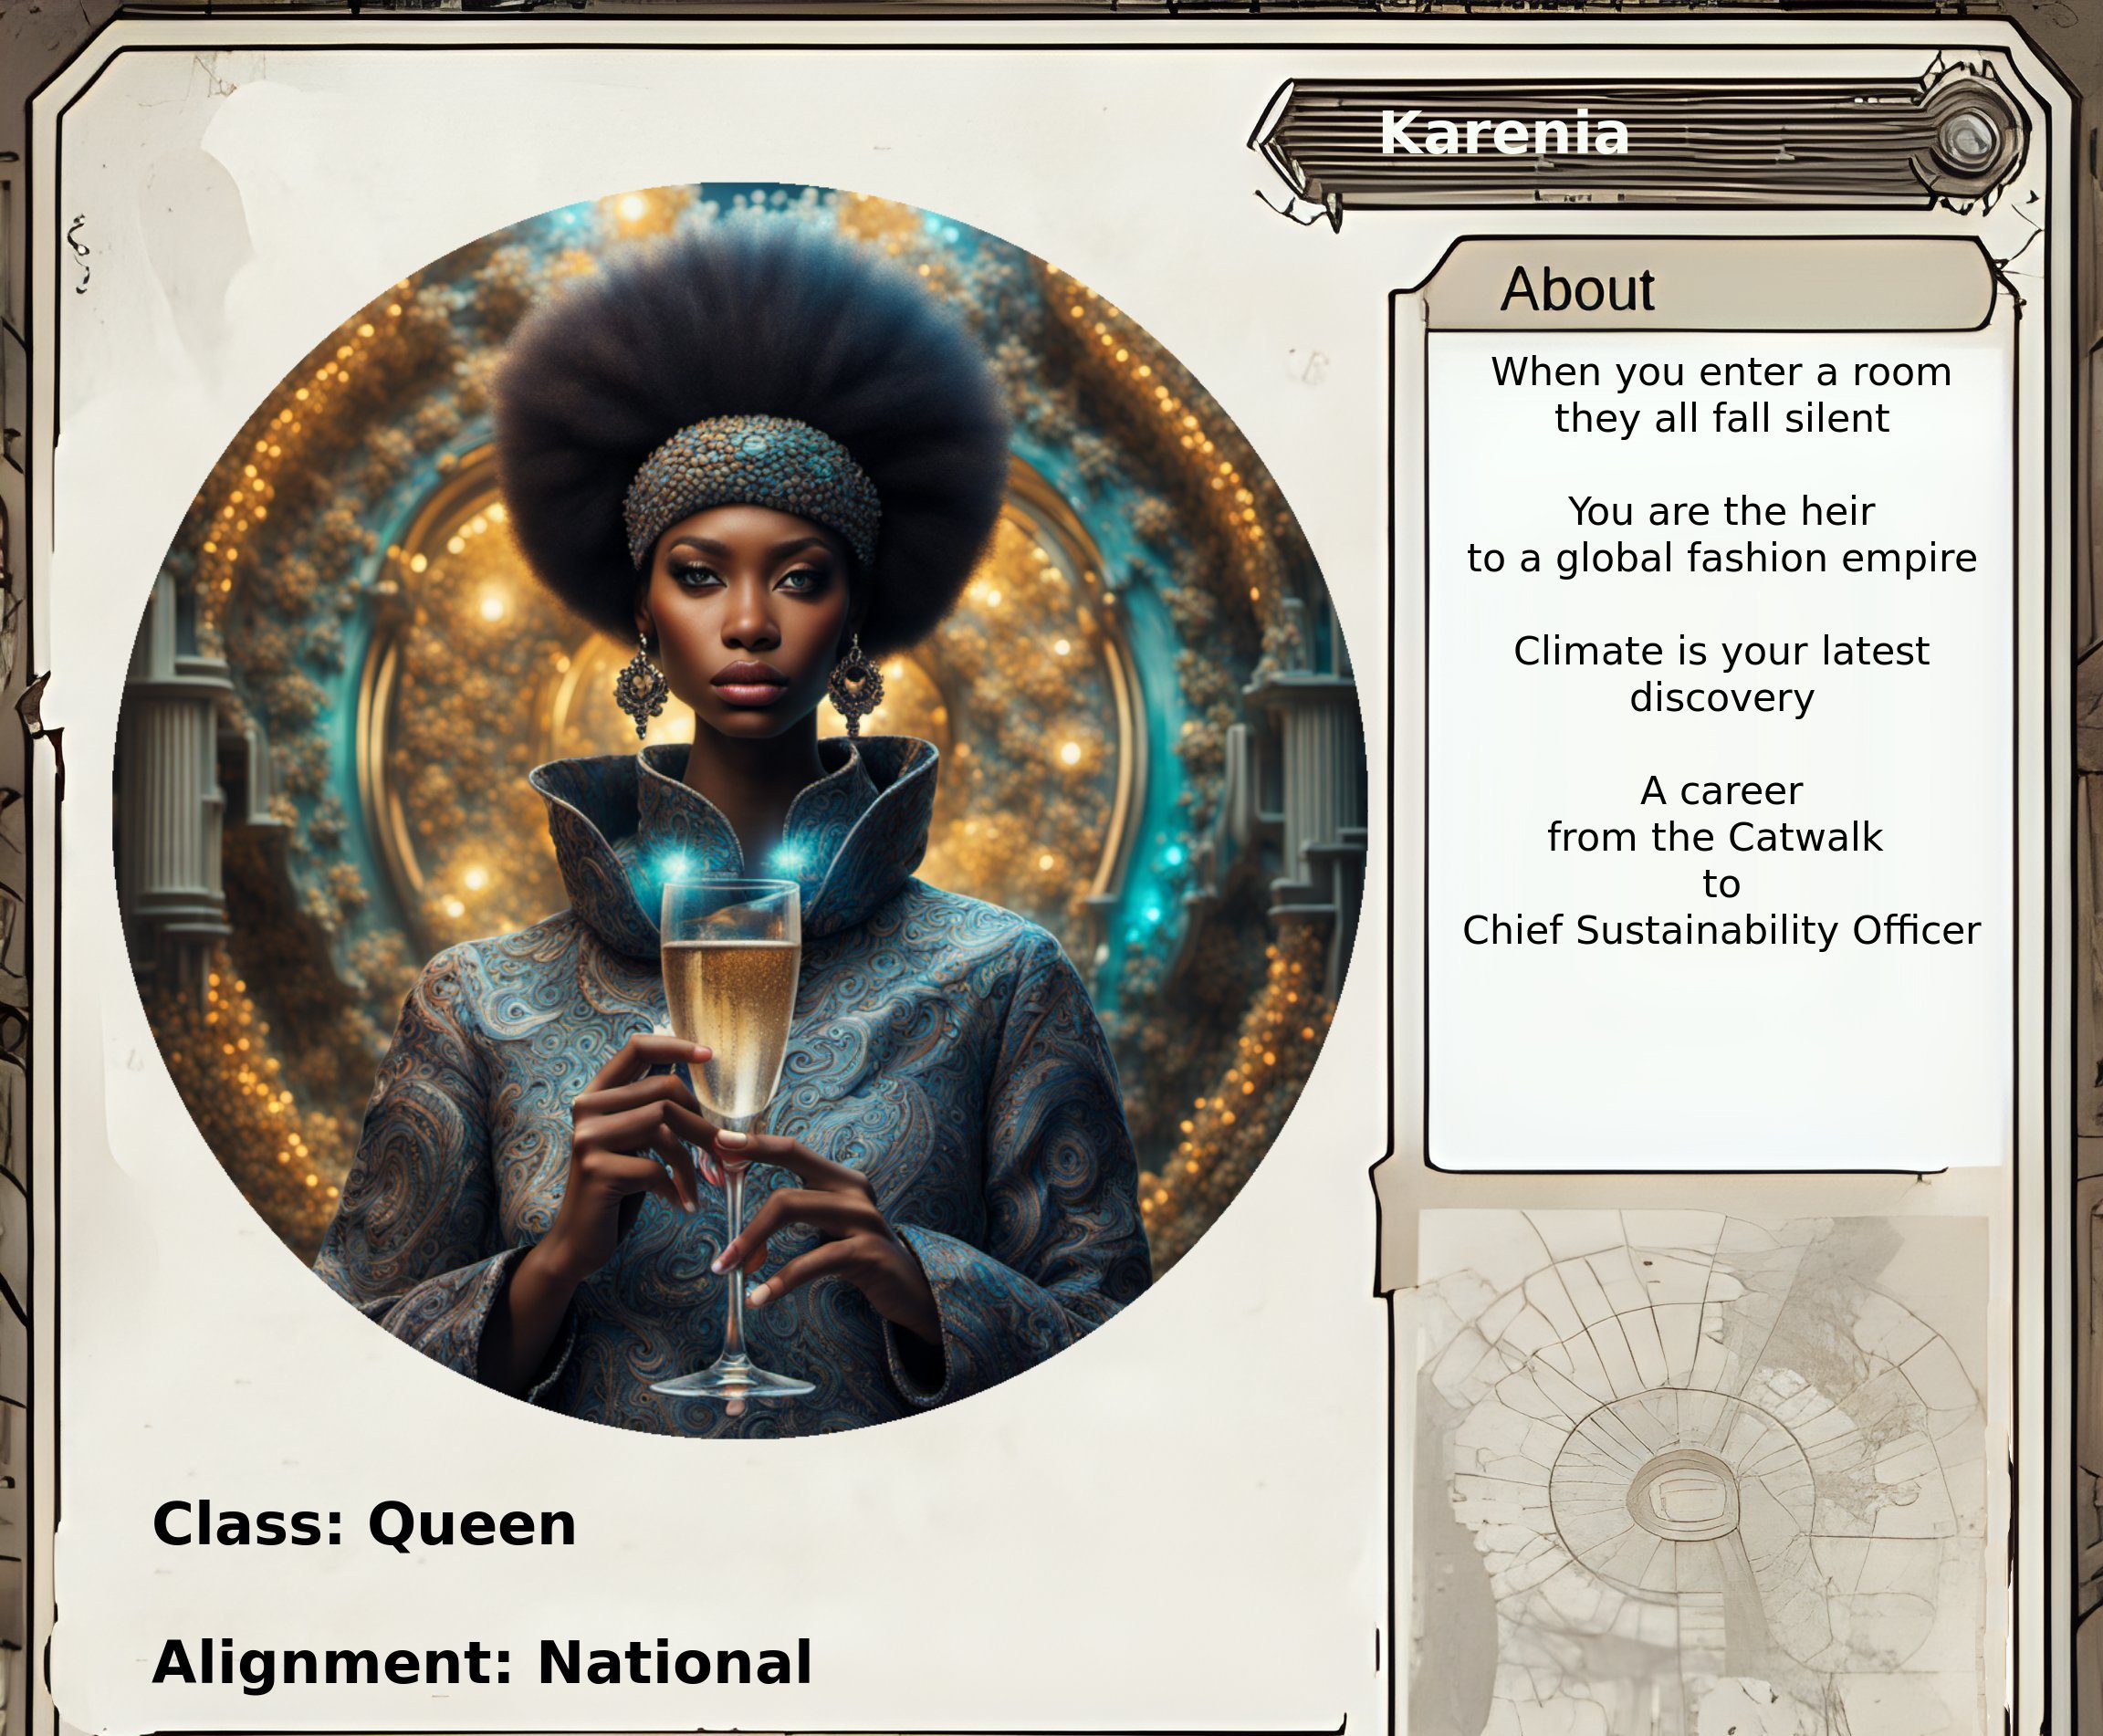 Karenia
About
When you enter a room
they all fall silent
You are the heir
to a global fashion empire
Climate is your latest
discovery
A career
from the Catwalk
to
Chief Sustainability Officer
Class: Queen
Alignment: National